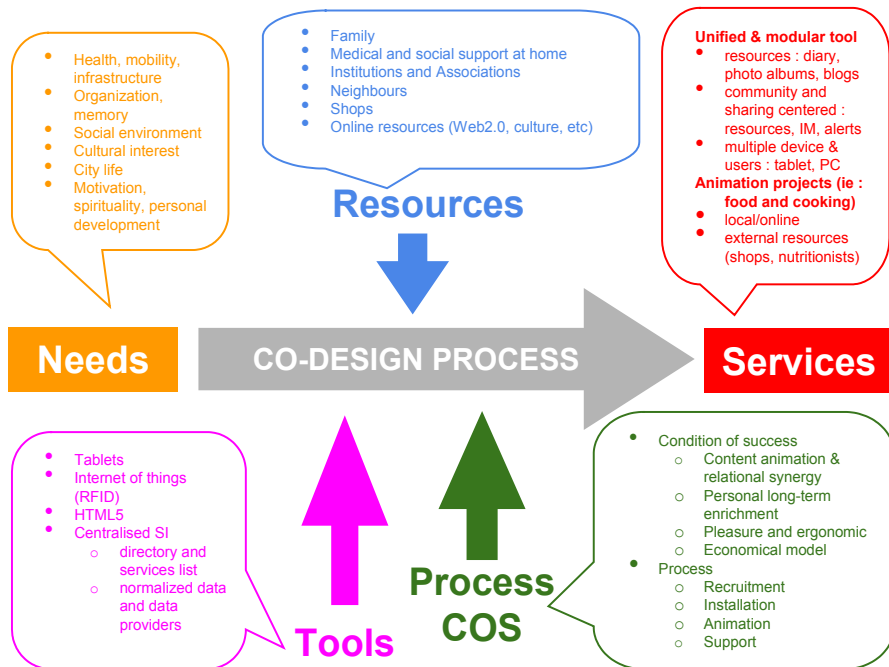 • Health, mobility,
infrastructure
• Organization,
memory
• Social environment
• Cultural interest
• City life
• Motivation,
spirituality, personal
development
• Family
• Medical and social support at home
• Institutions and Associations
• Neighbours
• Shops
• Online resources (Web2.0, culture, etc)
Resources
Unified & modular tool
• resources : diary,
photo albums, blogs
• community and
sharing centered :
resources, IM, alerts
• multiple device &
users : tablet, PC
Animation projects (ie :
food and cooking)
• local/online
• external resources
(shops, nutritionists)
Needs
CO-DESIGN PROCESS
Services
• Tablets
• Internet of things
(RFID)
• HTML5
• Centralised SI
o directory and
services list
o normalized data
and data
providers
Tools
Process
COS
• Condition of success
o Content animation &
relational synergy
o Personal long-term
enrichment
o Pleasure and ergonomic
o Economical model
• Process
o Recruitment
o Installation
o Animation
o Support